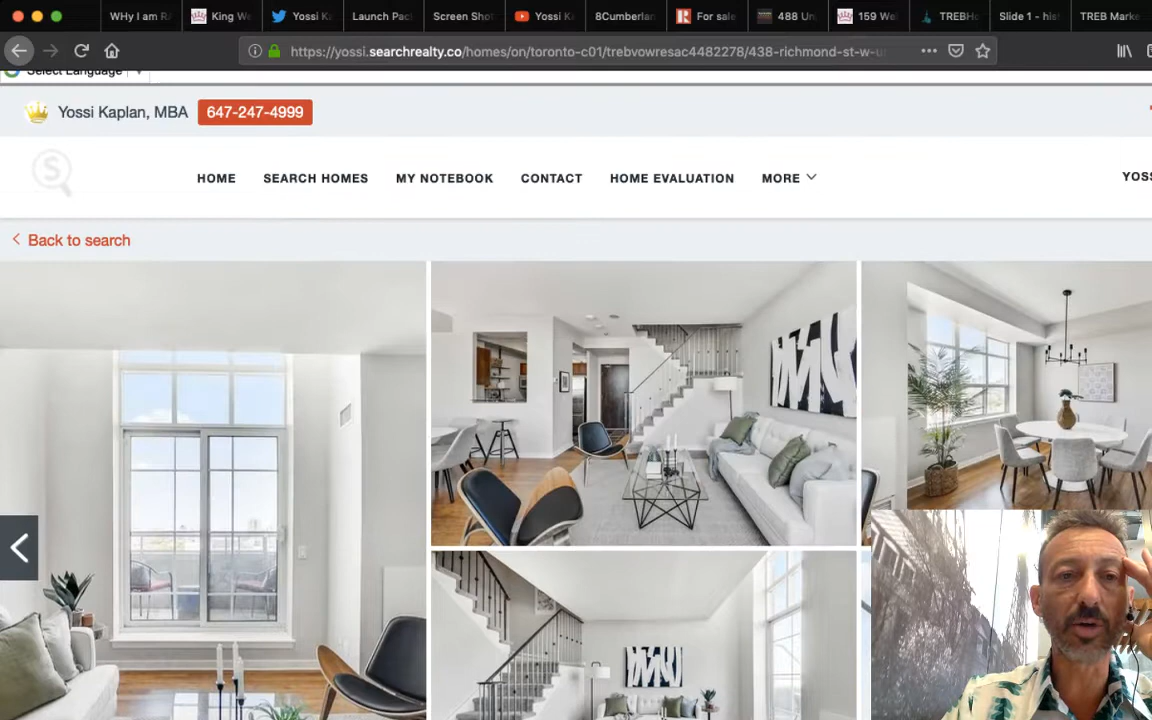 WHy I am R
King We
Yossi K
Launch Pac
Screen Shot
Yossi K
8Cumberlan
For sale
488 Un
159 Wel
TREBHo
Slide 1 - his
TREB Marke
https://yossi.searchrealty.co/homes/on/toronto-c01/trebvowresac4482278/438-richmond-st-w-u
Select Language
Yossi Kaplan, MBA 647-247-4999
S
HOME SEARCH HOMES MY NOTEBOOK CONTACT HOME EVALUATION MORE YOSS
Back to search